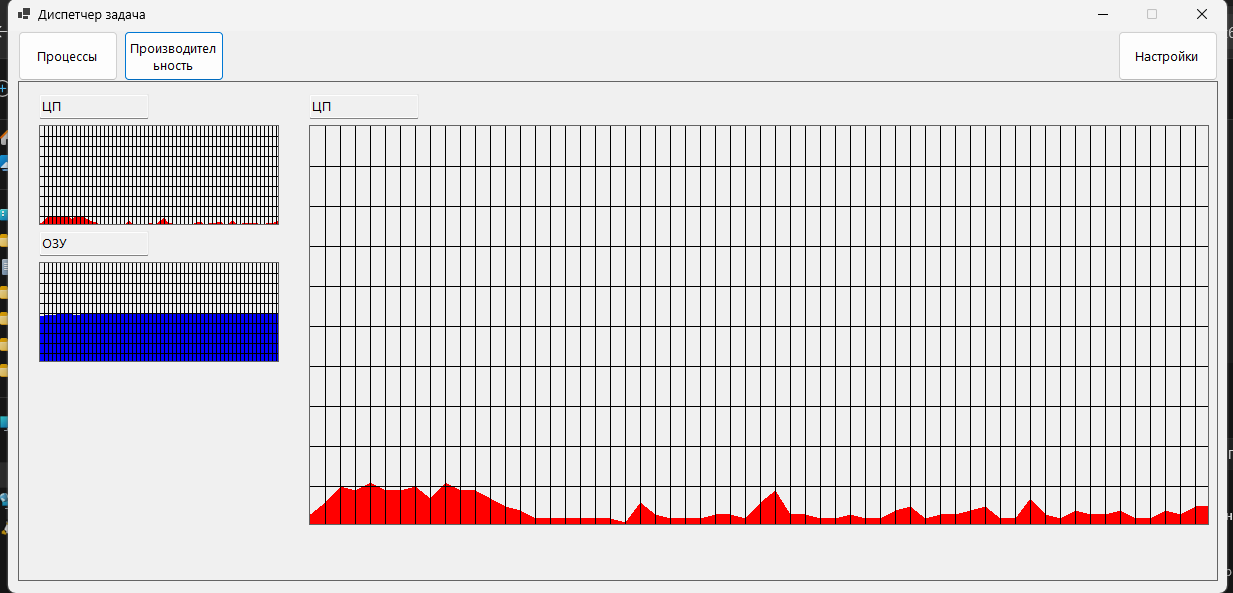 Диспетчер задача
Процессы
Производител
ьность
Настройки
ЦП
ЦП
ОЗУ